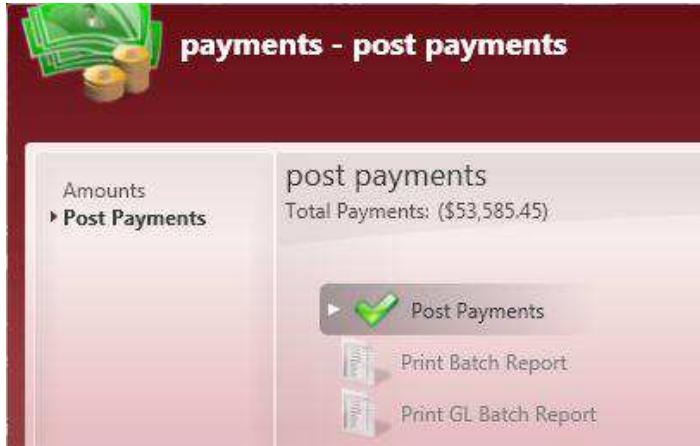 payments - post payments
Amounts
Post Payments
post payments
Total Payments: ($53,585.45)
Post Payments
Print Batch Report
Print GL Batch Report